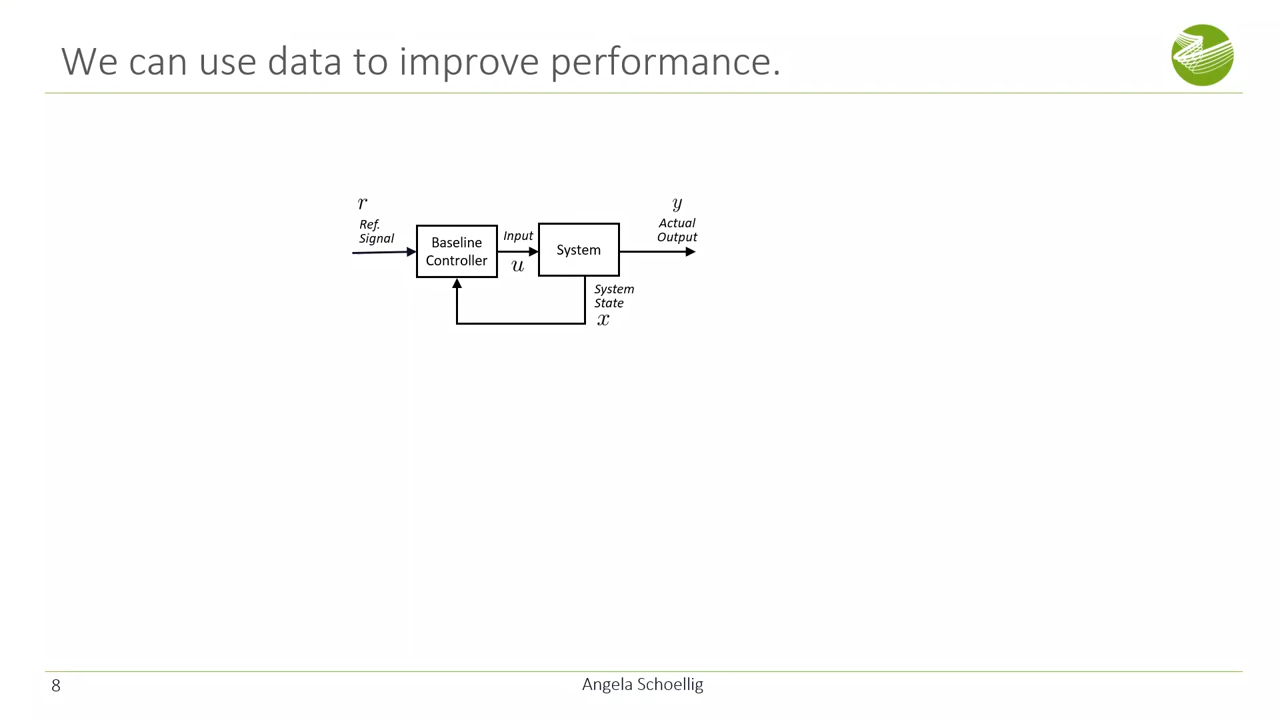 We can use data to improve performance.
r
Ref.
Signal
Baseline
Controller
Input
u
System
y
Actual
Output
System
State
x
8
Angela Schoellig